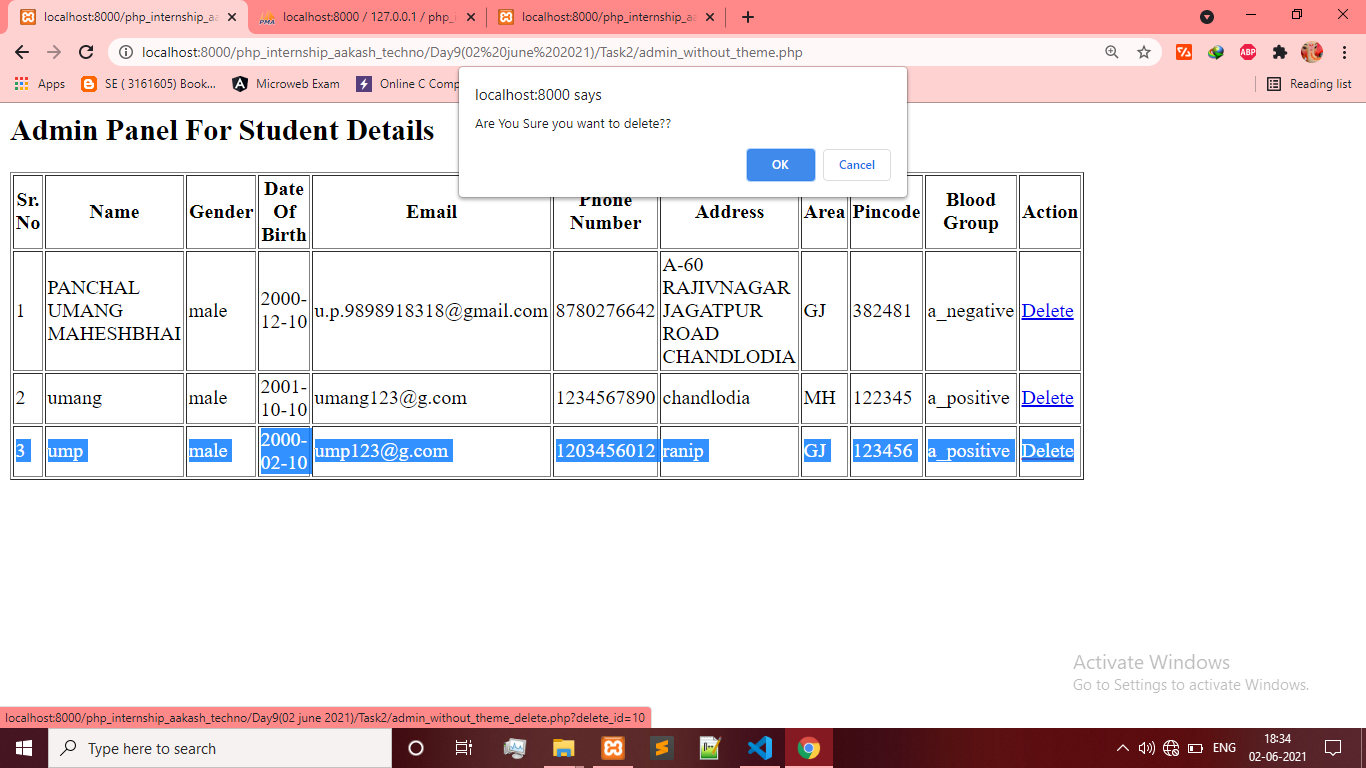 localhost:8000/php_internship_aa
localhost:8000 / 127.0.0.1 / php_i
localhost:8000/php_internship_aa
localhost:8000/php_internship_aakash_techno/Day9(02%20june%202021)/Task2/admin_without_theme.php
ABP
Apps
SE ( 3161605) Book...
Microweb Exam
Online C Comp
Reading list
localhost:8000 says
Are You Sure you want to delete??
OK Cancel
Admin Panel For Student Details
Sr. No Name Gender Date Of Birth Email Phone Number Address Area Pincode Blood Group Action
1 PANCHAL UMANG MAHESHBHAI male 2000-12-10 u.p.9898918318@gmail.com 8780276642 A-60 RAJIVNAGAR JAGATPUR ROAD CHANDLODIA GJ 382481 a_negative Delete
2 umang male 2001-10-10 umang123@g.com 1234567890 chandlodia MH 122345 a_positive Delete
3 ump male 2000-02-10 ump123@g.com 1203456012 ranip GJ 123456 a_positive Delete
Activate Windows
Go to Settings to activate Windows.
localhost:8000/php_internship_aakash_techno/Day9(02 june 2021)/Task2/admin_without_theme_delete.php?delete_id=10
Type here to search
ENG
18:34
02-06-2021